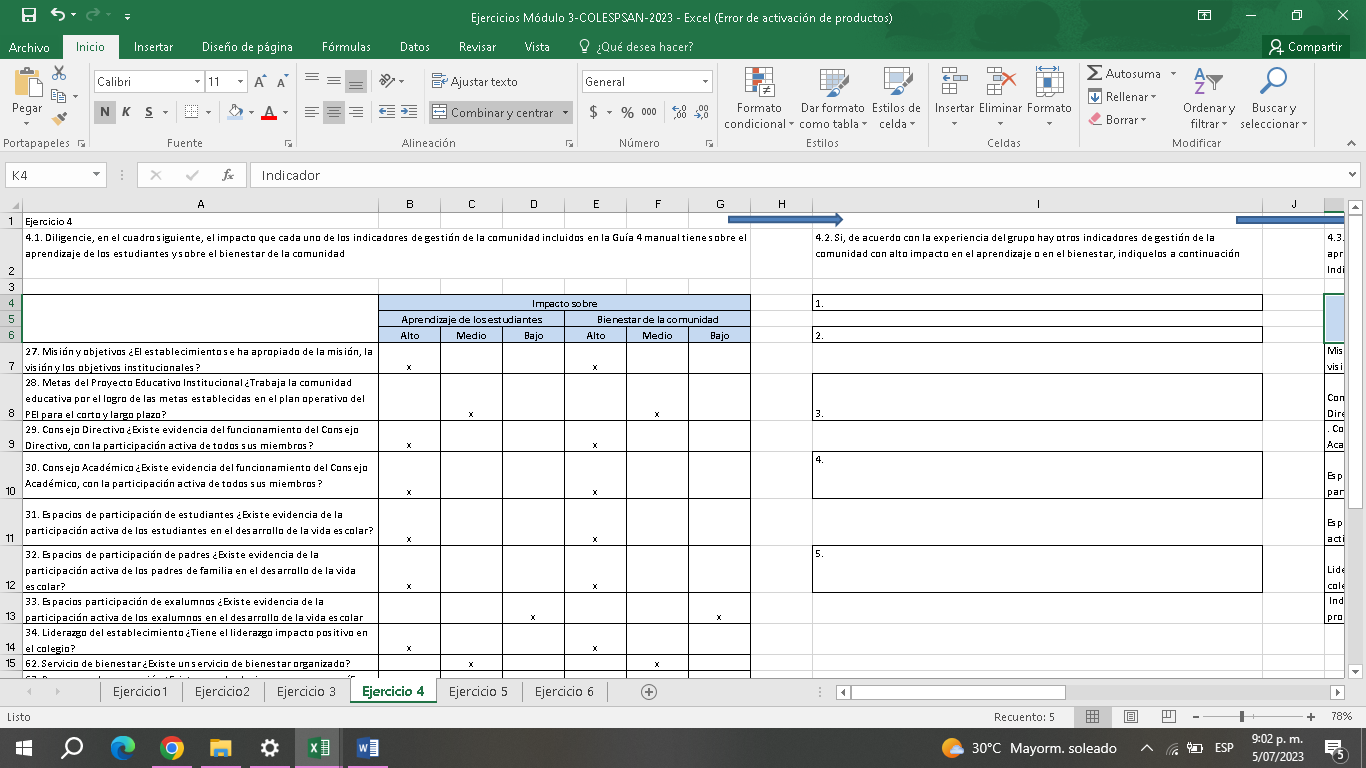 Ejercicios Módulo 3-COLESPSAN-2023 - Excel (Error de activación de productos)
Archivo Inicio Insertar Diseño de página Fórmulas Datos Revisar Vista ¿Qué desea hacer? Compartir
Pegar
Calibri 11
N K S
Ajustar texto
Combinar y centrar
General
$ % 000
Formato condicional
Dar formato como tabla
Estilos de celda
Insertar Eliminar Formato
Autosuma
Rellenar
Borrar
Ordenar y filtrar
Buscar y seleccionar
Portapapeles Fuente Alineación Número Estilos Celdas Modificar
K4 fx Indicador
A B C D E F G H I J
1 Ejercicio 4
2
4.1. Diligencie, en el cuadro siguiente, el impacto que cada uno de los indicadores de gestión de la comunidad incluidos en la Guía 4 manual tiene sobre el
aprendizaje de los estudiantes y sobre el bienestar de la comunidad
4.2. Si, de acuerdo con la experiencia del grupo hay otros indicadores de gestión de la
comunidad con alto impacto en el aprendizaje o en el bienestar, indiquelos a continuación
4.3.
apr
Indi
3
4 Impacto sobre 1.
5 Aprendizaje de los estudiantes Bienestar de la comunidad
6 Alto Medio Bajo Alto Medio Bajo 2.
27. Misión y objetivos ¿El establecimiento se ha apropiado de la misión, la
7 visión y los objetivos institucionales? x x
Mis
visi
28. Metas del Proyecto Educativo Institucional ¿Trabaja la comunidad
educativa por el logro de las metas establecidas en el plan operativo del
8 PEI para el corto y largo plazo? x x 3.
Con
Dire
29. Consejo Directivo ¿Existe evidencia del funcionamiento del Consejo
9 Directivo, con la participación activa de todos sus miembros? x x
. Co
Aca
30. Consejo Académico ¿Existe evidencia del funcionamiento del Consejo
Académico, con la participación activa de todos sus miembros?
10 x x 4.
Esp
par
31. Espacios de participación de estudiantes ¿Existe evidencia de la
participación activa de los estudiantes en el desarrollo de la vida escolar?
11 x x
Esp
acti
32. Espacios de participación de padres ¿Existe evidencia de la
participación activa de los padres de familia en el desarrollo de la vida
12 escolar? x x 5.
Lide
cole
33. Espacios participación de exalumnos ¿Existe evidencia de la
13 participación activa de los exalumnos en el desarrollo de la vida escolar x x
Ind
pro
34. Liderazgo del establecimiento ¿Tiene el liderazgo impacto positivo en
14 el colegio? x x
15 62. Servicio de bienestar ¿Existe un servicio de bienestar organizado? x x
Ejercicio1 Ejercicio2 Ejercicio 3 Ejercicio 4 Ejercicio 5 Ejercicio 6
Listo Recuento: 5 78%
30°C Mayorm. soleado ESP 9:02 p. m.
5/07/2023
5